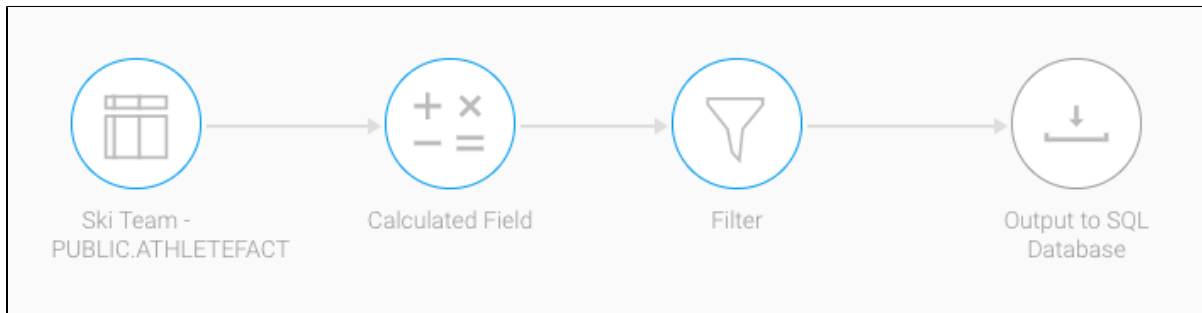 Ski Team -
PUBLIC.ATHLETEFACT
Calculated Field
Filter
Output to SQL
Database